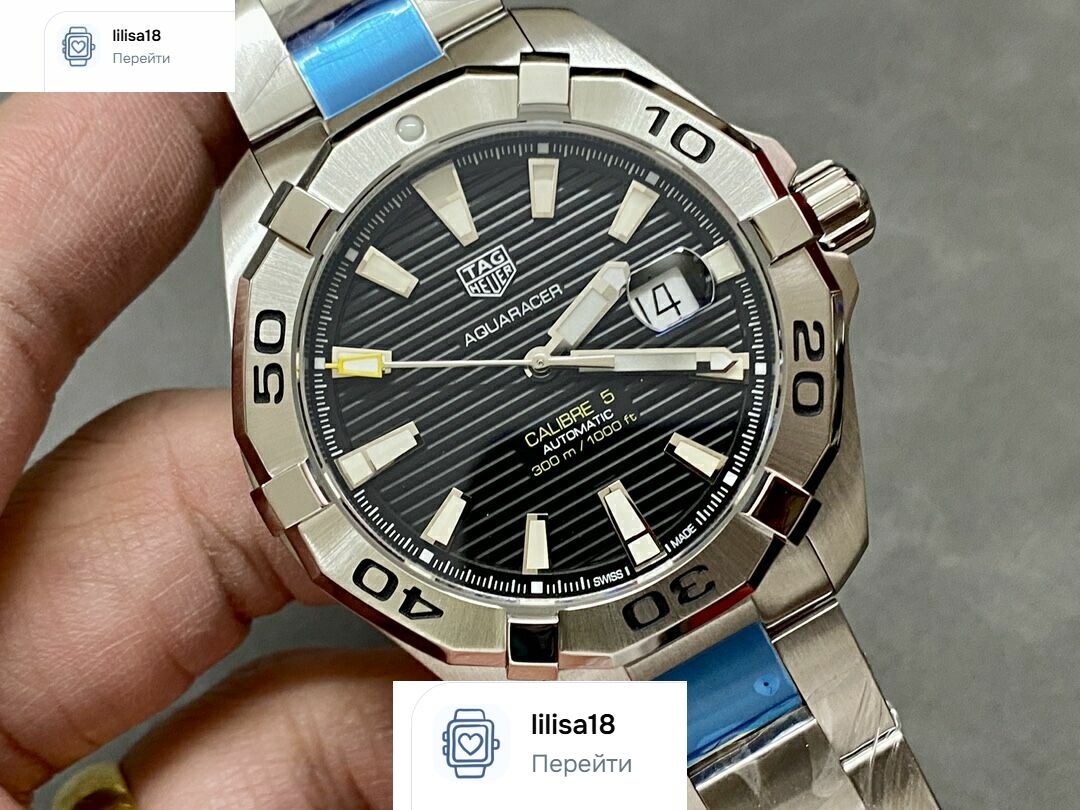 lilisa18
Перейти
10
20
30
40
50
TAG
HEUER
AQUARACER
14
CALIBRE 5
AUTOMATIC
300 m / 1000 ft
SWISS
MADE
lilisa18
Перейти